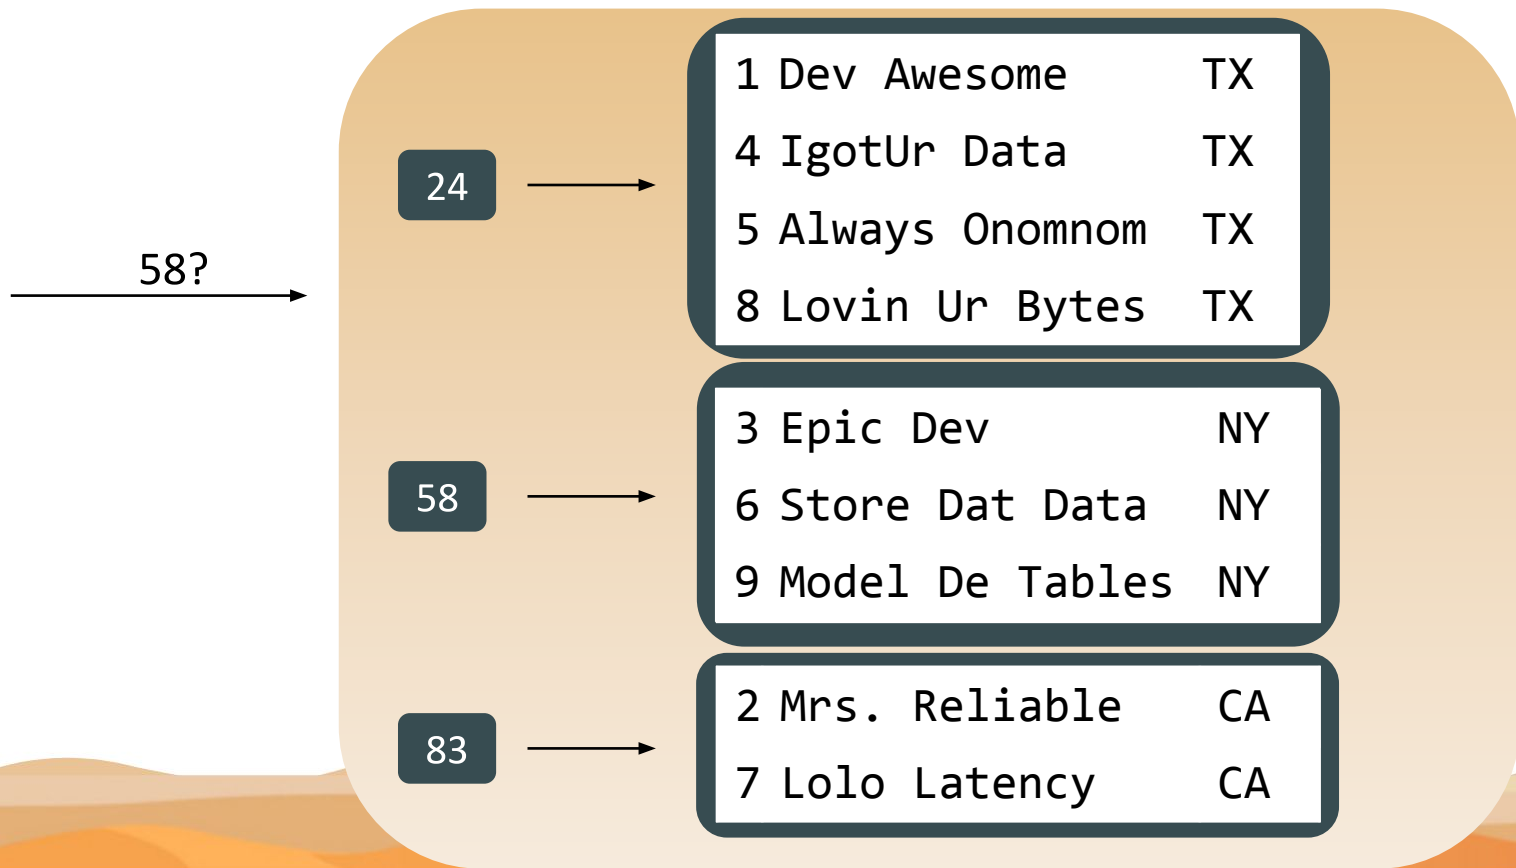 58?
24
1 Dev Awesome TX
4 IgotUr Data TX
5 Always Onomnom TX
8 Lovin Ur Bytes TX
58
3 Epic Dev NY
6 Store Dat Data NY
9 Model De Tables NY
83
2 Mrs. Reliable CA
7 Lolo Latency CA